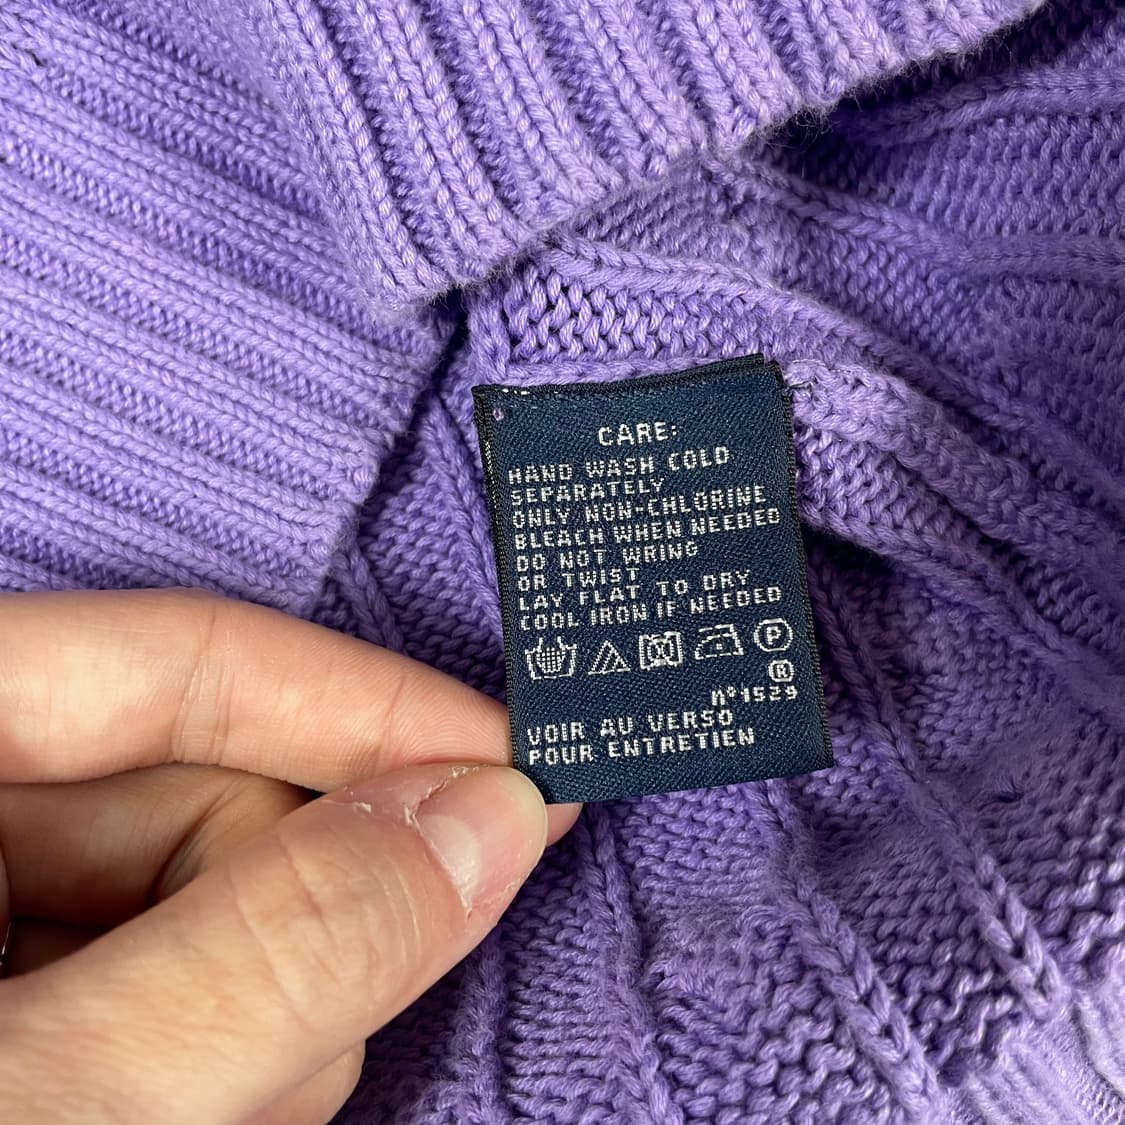 CARE:
HAND WASH COLD
SEPARATELY
ONLY NON-CHLORINE
BLEACH WHEN NEEDED
DO NOT WRING
OR TWIST
LAY FLAT TO DRY
COOL IRON IF NEEDED
P
R
n°1529
VOIR AU VERSO
POUR ENTRETIEN